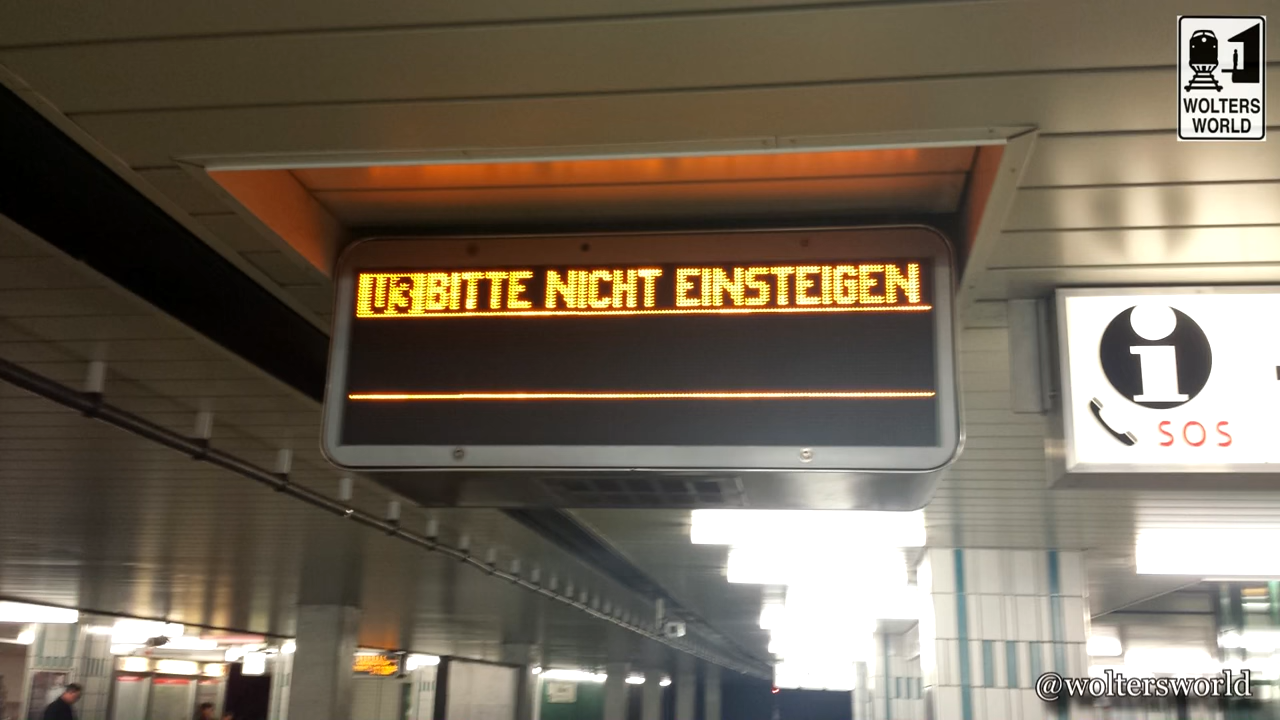 WOLTERS
WORLD
U3 BITTE NICHT EINSTEIGEN
i
SOS
@woltersworld